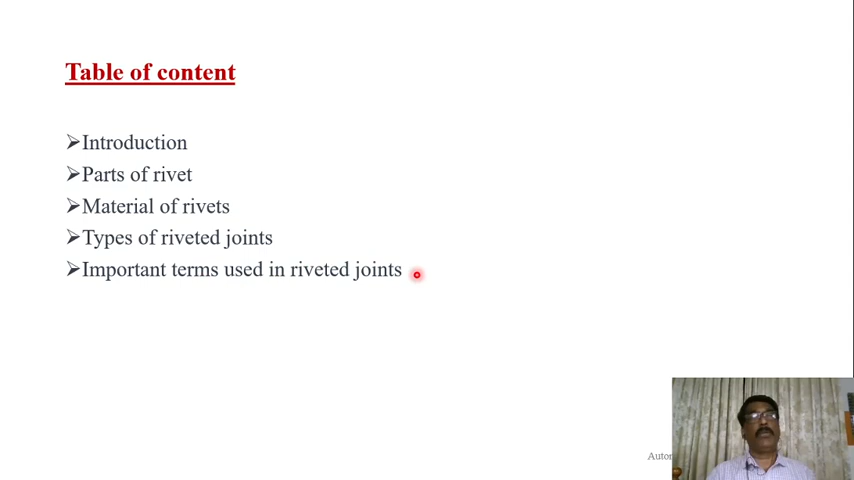 Table of content
➢Introduction
➢Parts of rivet
➢Material of rivets
➢Types of riveted joints
➢Important terms used in riveted joints